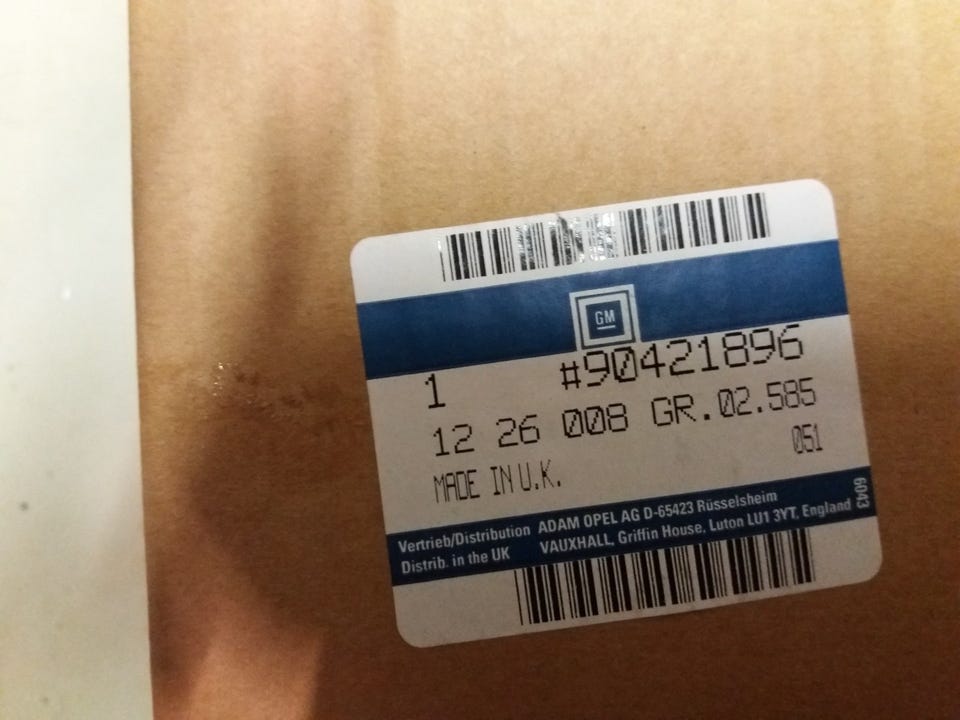 GM
1 #90421896
12 26 008 GR.02.585
MADE IN U.K. 051
Vertrieb/Distribution ADAM OPEL AG D-65423 Rüsselsheim
Distrib. in the UK VAUXHALL, Griffin House, Luton LU1 3YT, England
6043